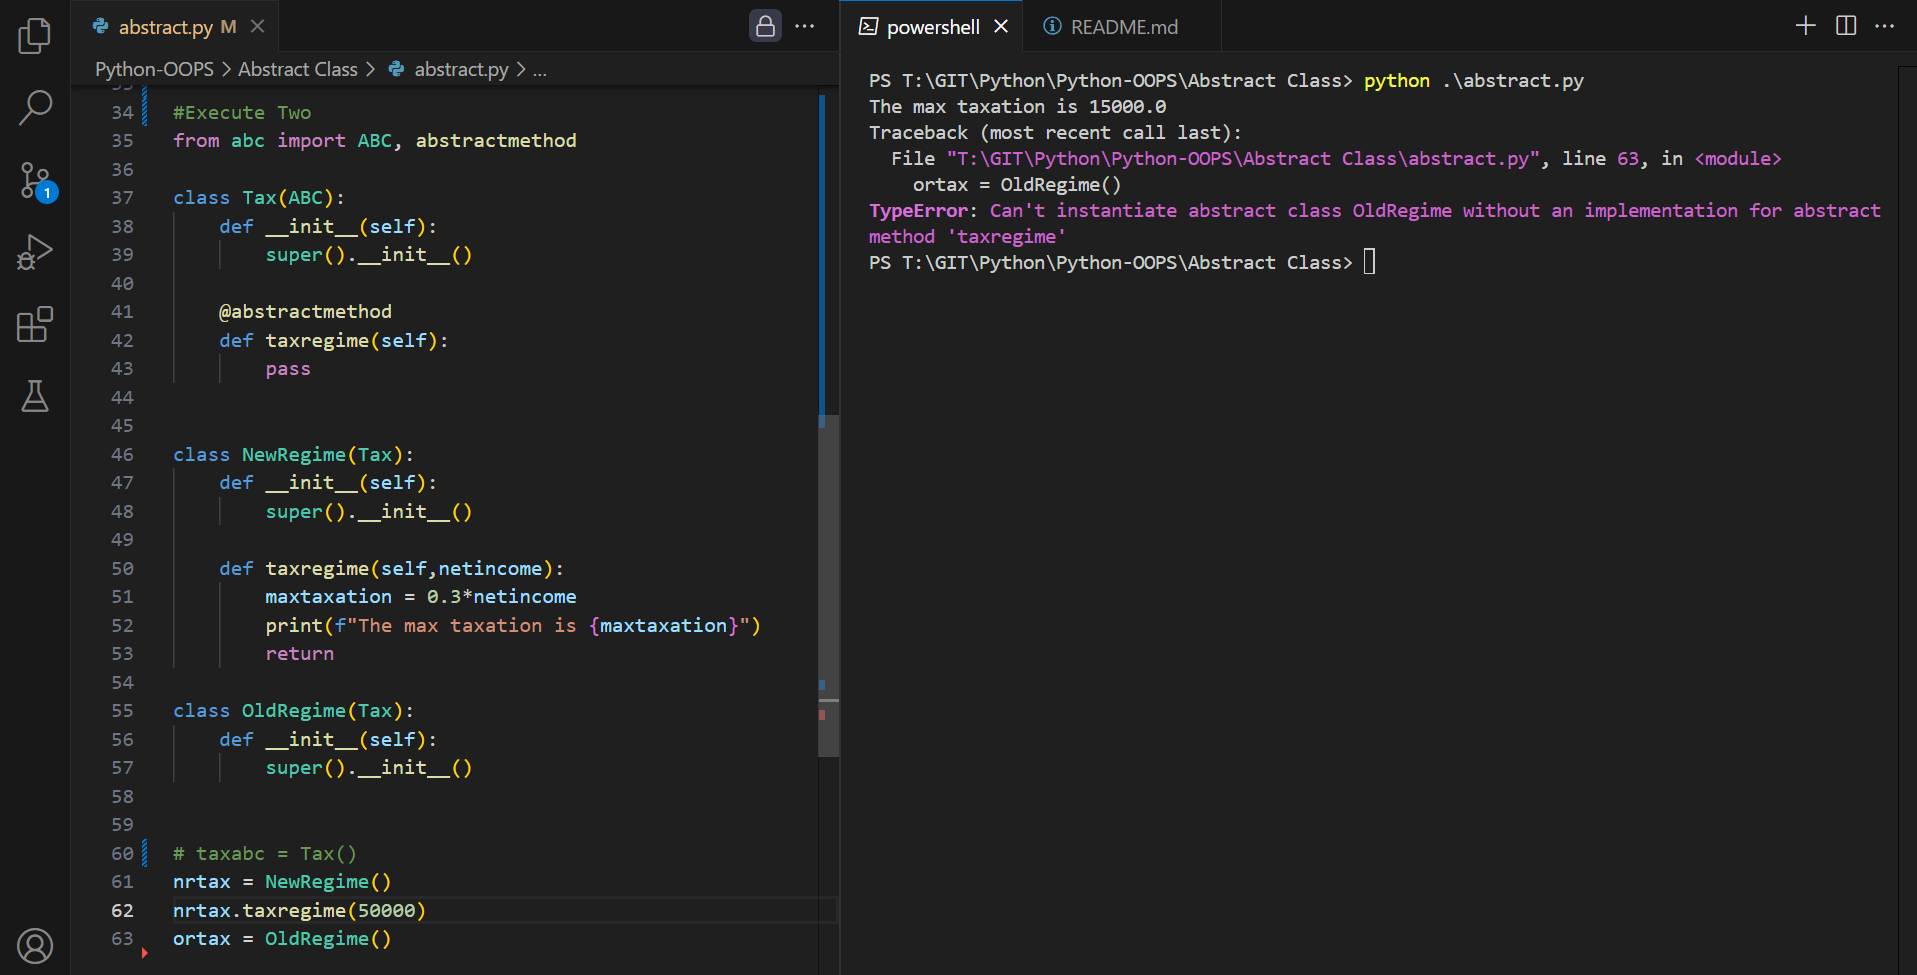 abstract.py M
Python-OOPS > Abstract Class > abstract.py > ...
33
34 #Execute Two
35 from abc import ABC, abstractmethod
36
37 class Tax(ABC):
38     def __init__(self):
39         super().__init__()
40
41     @abstractmethod
42     def taxregime(self):
43         pass
44
45
46 class NewRegime(Tax):
47     def __init__(self):
48         super().__init__()
49
50     def taxregime(self,netincome):
51         maxtaxation = 0.3*netincome
52         print(f"The max taxation is {maxtaxation}")
53         return
54
55 class OldRegime(Tax):
56     def __init__(self):
57         super().__init__()
58
59
60 # taxabc = Tax()
61 nrtax = NewRegime()
62 nrtax.taxregime(50000)
63 ortax = OldRegime()
1
powershell
README.md
PS T:\GIT\Python\Python-OOPS\Abstract Class> python .\abstract.py
The max taxation is 15000.0
Traceback (most recent call last):
  File "T:\GIT\Python\Python-OOPS\Abstract Class\abstract.py", line 63, in <module>
    ortax = OldRegime()
TypeError: Can't instantiate abstract class OldRegime without an implementation for abstract
method 'taxregime'
PS T:\GIT\Python\Python-OOPS\Abstract Class>